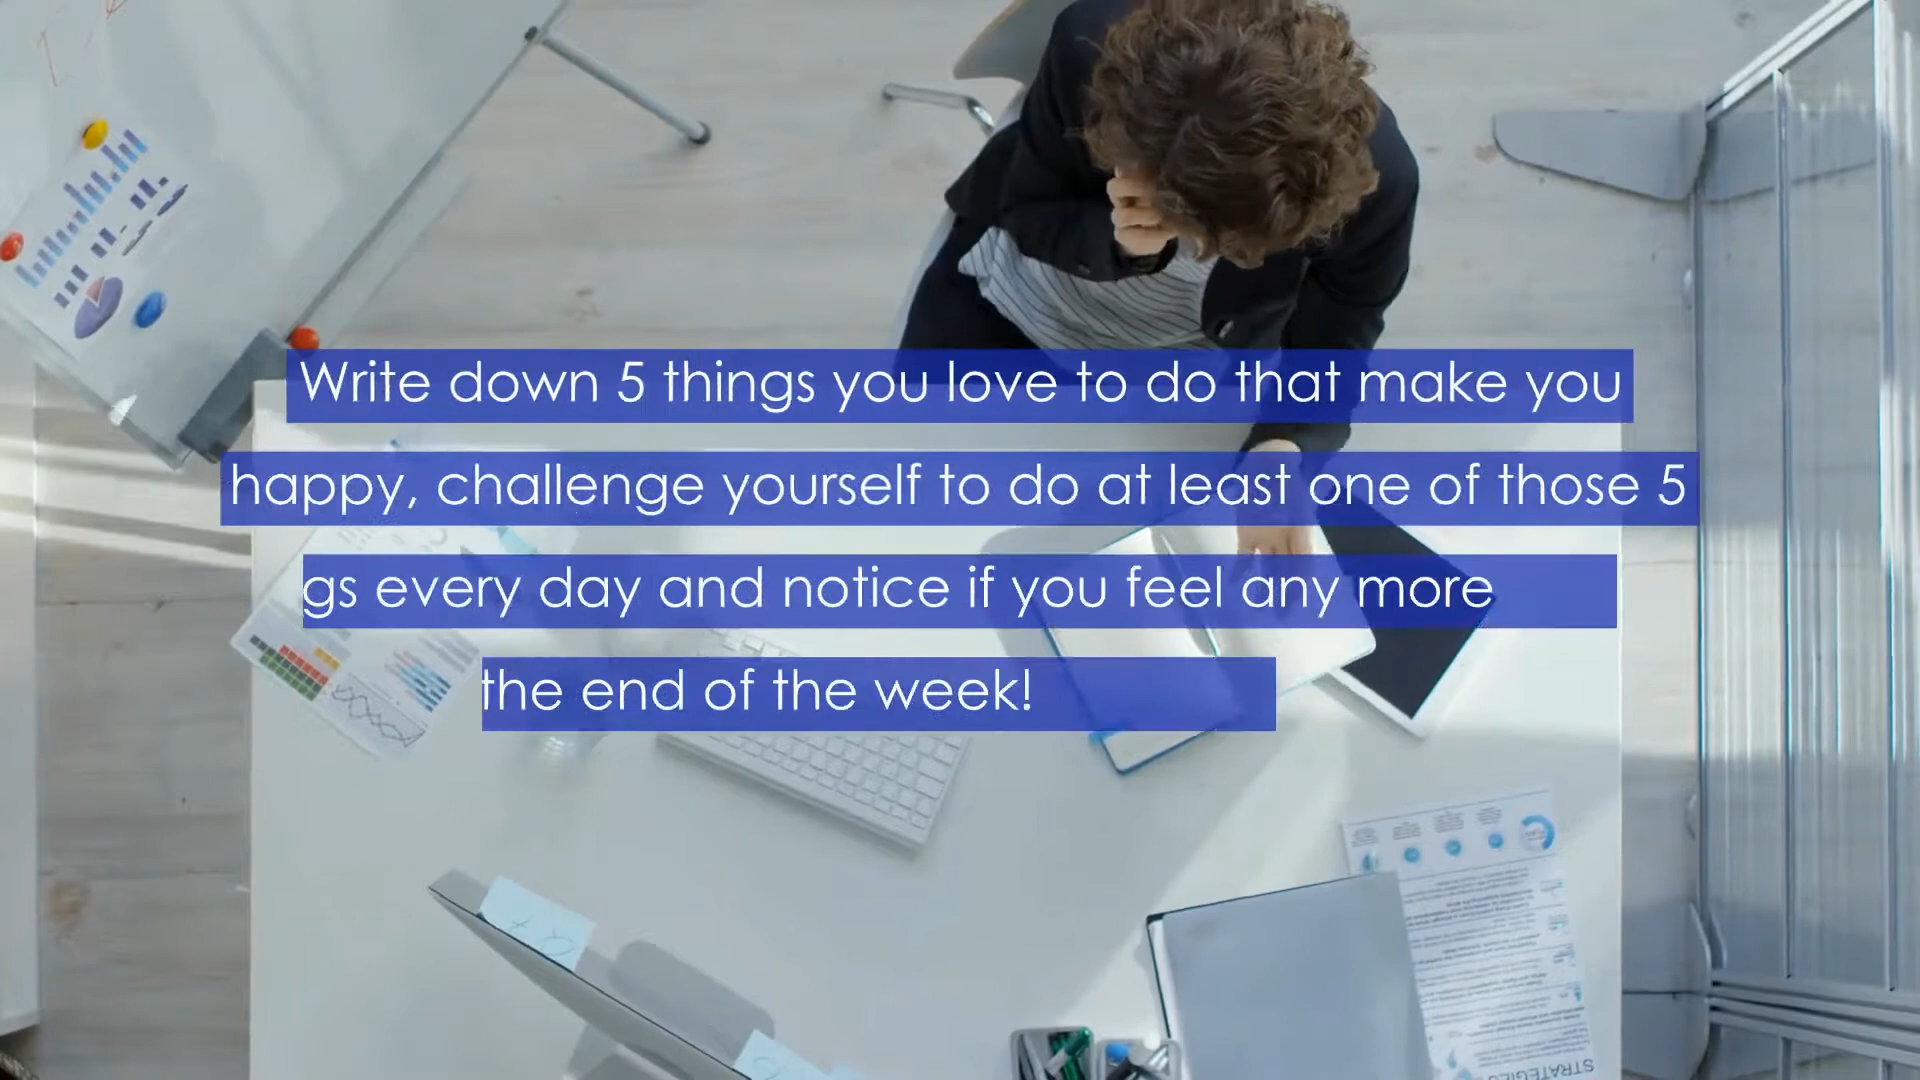 Write down 5 things you love to do that make you
happy, challenge yourself to do at least one of those 5
gs every day and notice if you feel any more
the end of the week!
STRATEGIES